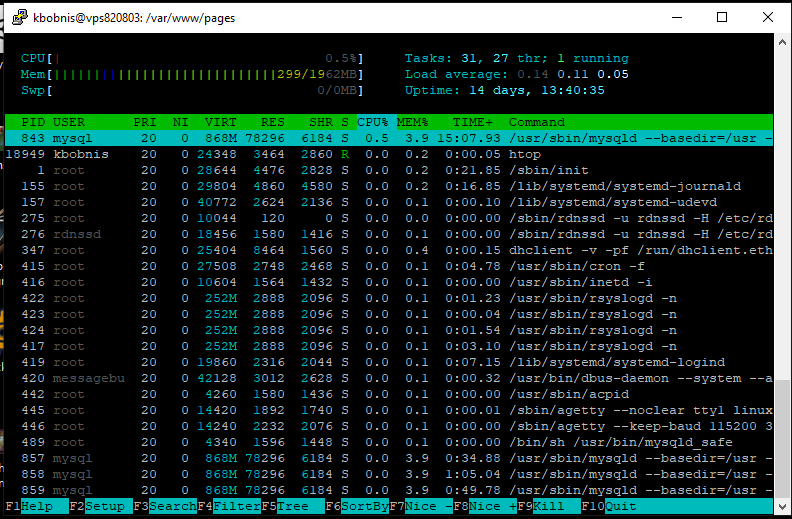 kbobnis@vps820803: /var/www/pages
CPU[| 0.5%] Tasks: 31, 27 thr; 1 running
Mem[||||||||||||||||||||||||||||||299/1962MB] Load average: 0.14 0.11 0.05
Swp[ 0/0MB] Uptime: 14 days, 13:40:35
PID USER PRI NI VIRT RES SHR S CPU% MEM% TIME+ Command
843 mysql 20 0 868M 78296 6184 S 0.5 3.9 15:07.93 /usr/sbin/mysqld --basedir=/usr -
18949 kbobnis 20 0 24348 3464 2860 R 0.0 0.2 0:00.05 htop
1 root 20 0 28644 4476 2828 S 0.0 0.2 0:21.85 /sbin/init
155 root 20 0 29804 4860 4580 S 0.0 0.2 0:16.85 /lib/systemd/systemd-journald
157 root 20 0 40772 2624 2136 S 0.0 0.1 0:00.10 /lib/systemd/systemd-udevd
275 root 20 0 10044 120 0 S 0.0 0.0 0:00.00 /sbin/rdnssd -u rdnssd -H /etc/rd
276 rdnssd 20 0 18456 1580 1416 S 0.0 0.1 0:00.00 /sbin/rdnssd -u rdnssd -H /etc/rd
347 root 20 0 25404 8464 1560 S 0.0 0.4 0:00.15 dhclient -v -pf /run/dhclient.eth
415 root 20 0 27508 2748 2468 S 0.0 0.1 0:04.78 /usr/sbin/cron -f
416 root 20 0 10604 1564 1432 S 0.0 0.1 0:00.00 /usr/sbin/inetd -i
422 root 20 0 252M 2888 2096 S 0.0 0.1 0:01.23 /usr/sbin/rsyslogd -n
423 root 20 0 252M 2888 2096 S 0.0 0.1 0:00.04 /usr/sbin/rsyslogd -n
424 root 20 0 252M 2888 2096 S 0.0 0.1 0:01.54 /usr/sbin/rsyslogd -n
417 root 20 0 252M 2888 2096 S 0.0 0.1 0:03.10 /usr/sbin/rsyslogd -n
419 root 20 0 19860 2316 2044 S 0.0 0.1 0:07.15 /lib/systemd/systemd-logind
420 messagebu 20 0 42128 3012 2628 S 0.0 0.1 0:00.32 /usr/bin/dbus-daemon --system --a
442 root 20 0 4260 1580 1436 S 0.0 0.1 0:00.00 /usr/sbin/acpid
445 root 20 0 14420 1892 1740 S 0.0 0.1 0:00.01 /sbin/agetty --noclear tty1 linux
446 root 20 0 14240 2232 2076 S 0.0 0.1 0:00.00 /sbin/agetty --keep-baud 115200 3
489 root 20 0 4340 1596 1448 S 0.0 0.1 0:00.00 /bin/sh /usr/bin/mysqld_safe
857 mysql 20 0 868M 78296 6184 S 0.0 3.9 0:34.88 /usr/sbin/mysqld --basedir=/usr -
858 mysql 20 0 868M 78296 6184 S 0.0 3.9 1:05.04 /usr/sbin/mysqld --basedir=/usr -
859 mysql 20 0 868M 78296 6184 S 0.0 3.9 0:49.78 /usr/sbin/mysqld --basedir=/usr -
F1Help F2Setup F3SearchF4FilterF5Tree F6SortByF7Nice -F8Nice +F9Kill F10Quit